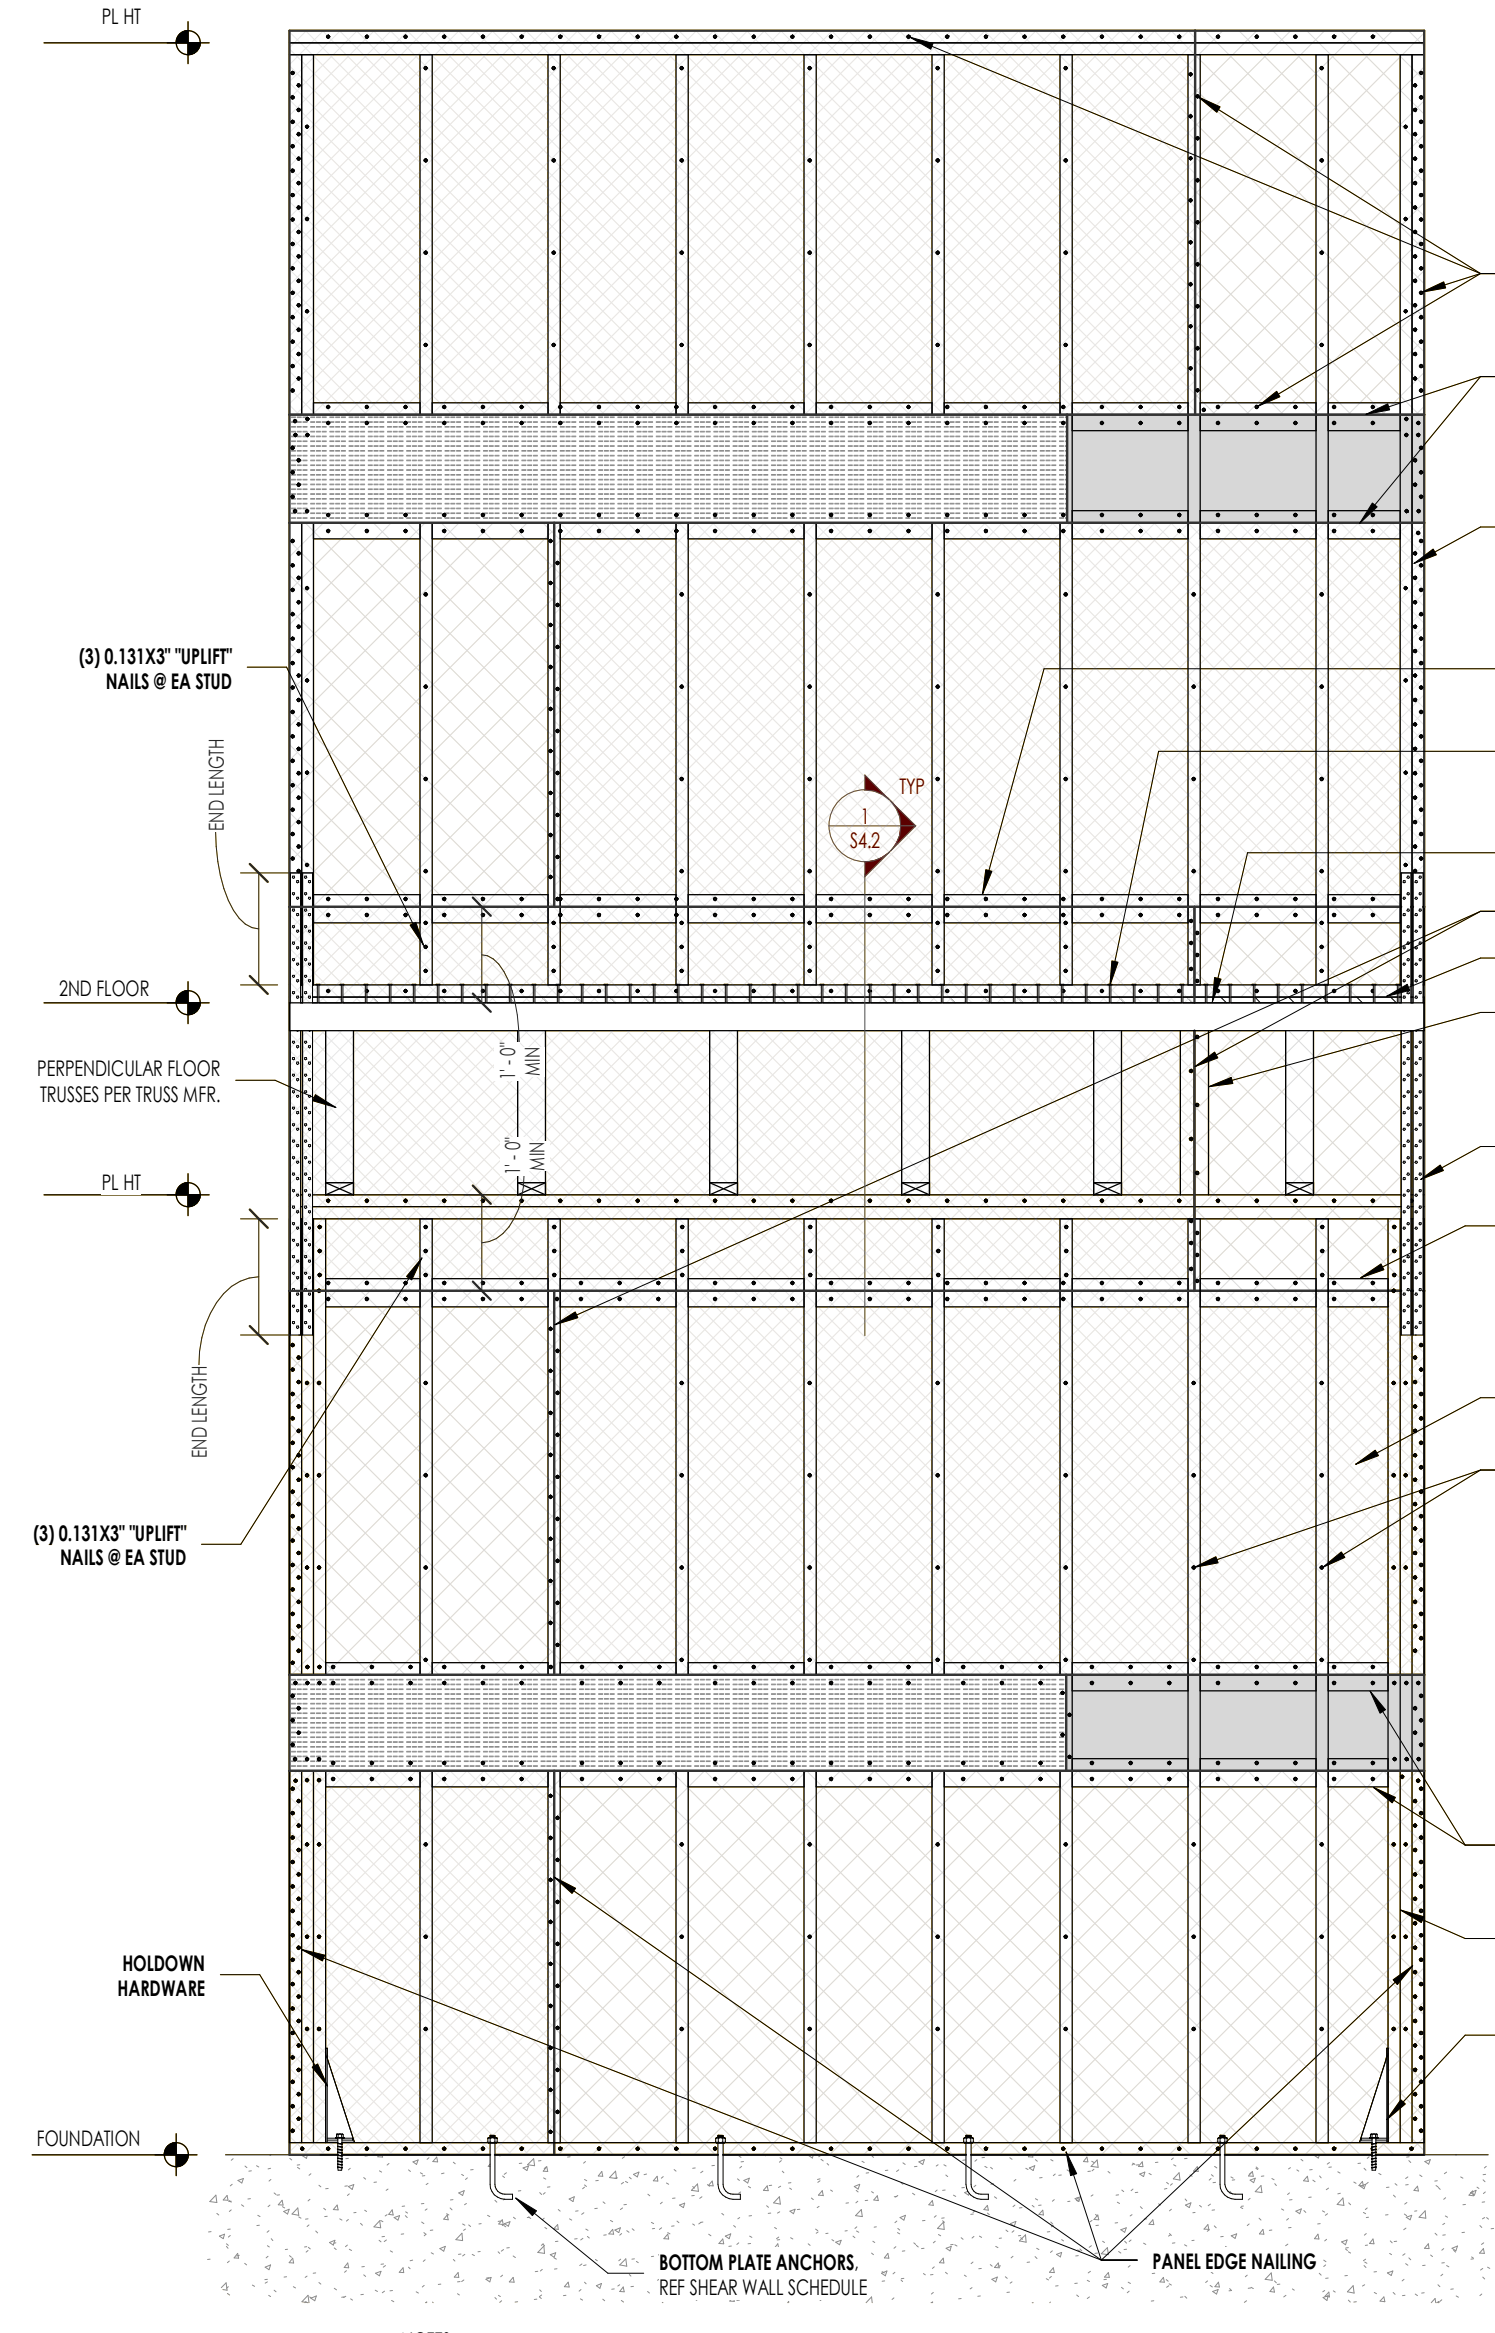 PL HT
(3) 0.131X3" "UPLIFT"
NAILS @ EA STUD
END LENGTH
TYP
1
S4.2
2ND FLOOR
1' - 0"
MIN
PERPENDICULAR FLOOR
TRUSSES PER TRUSS MFR.
1' - 0"
MIN
PL HT
END LENGTH
(3) 0.131X3" "UPLIFT"
NAILS @ EA STUD
HOLDOWN
HARDWARE
FOUNDATION
BOTTOM PLATE ANCHORS,
REF SHEAR WALL SCHEDULE
PANEL EDGE NAILING